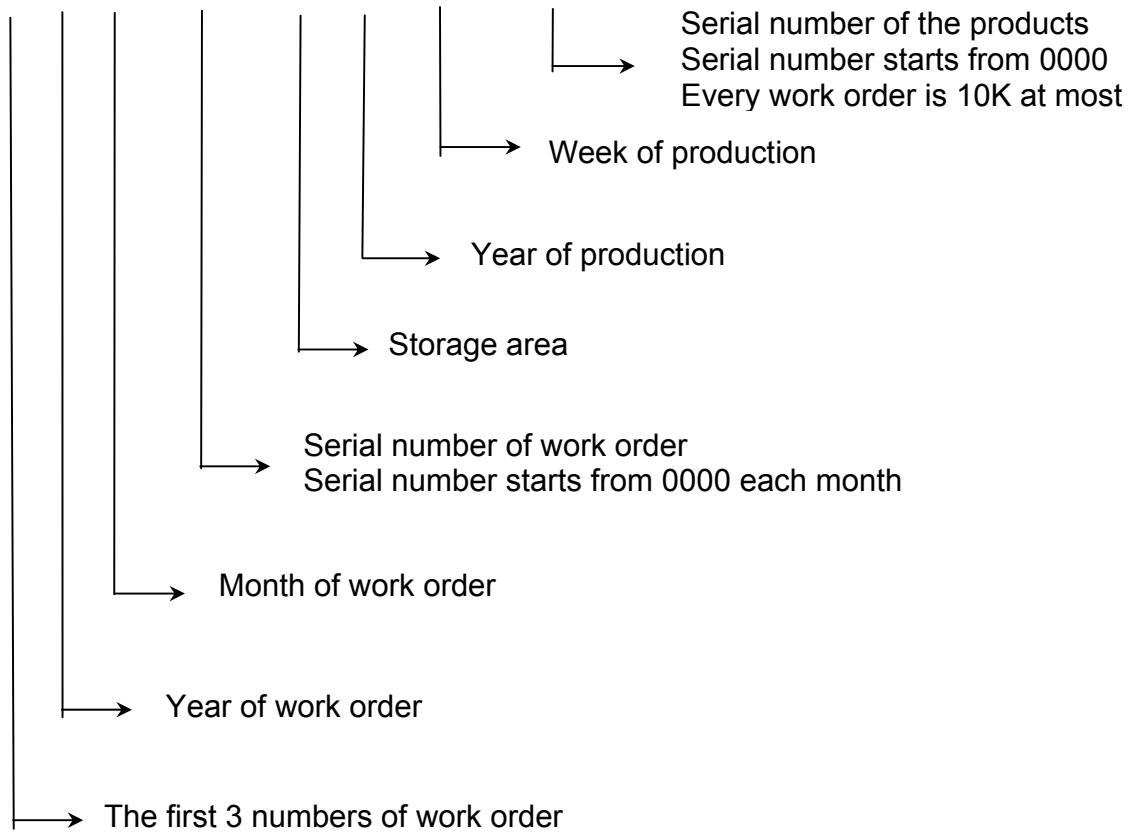 Serial number of the products
Serial number starts from 0000
Every work order is 10K at most
Week of production
Year of production
Storage area
Serial number of work order
Serial number starts from 0000 each month
Month of work order
Year of work order
The first 3 numbers of work order